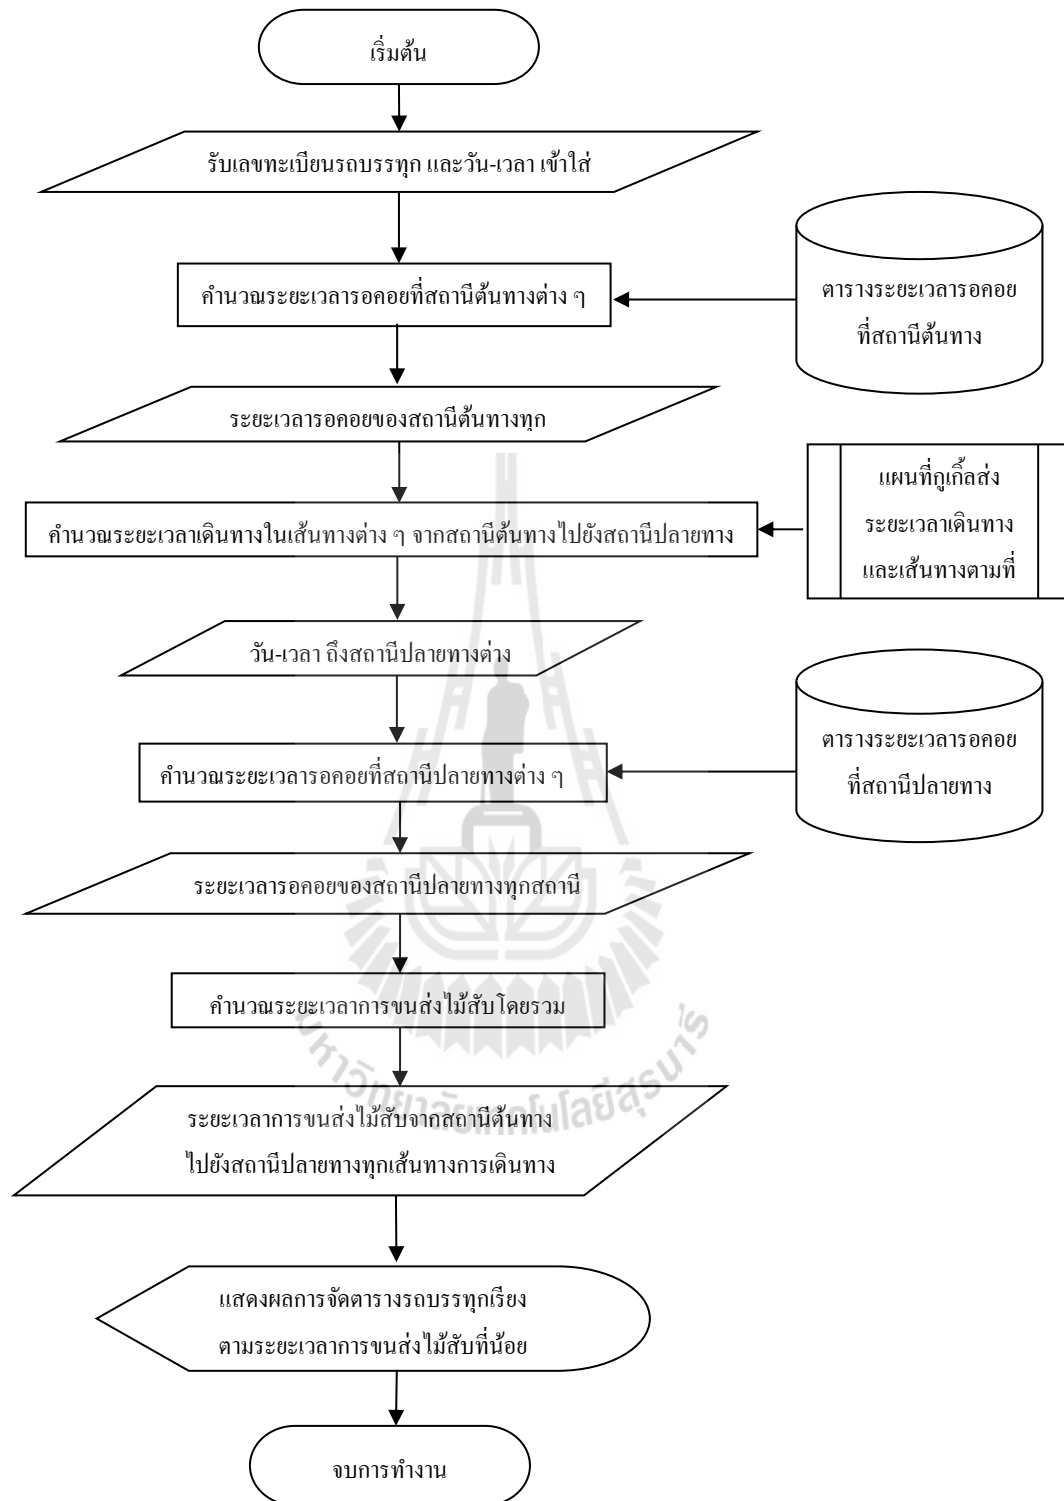 เริ่มต้น
รับเลขทะเบียนรถบรรทุก และวัน-เวลา เข้าใส่
คำนวณระยะเวลารอคอยที่สถานีต้นทางต่าง ๆ
ตารางระยะเวลารอคอย
ที่สถานีต้นทาง
ระยะเวลารอคอยของสถานีต้นทางทุก
แผนที่กูเกิ้ลส่ง
ระยะเวลาเดินทาง
และเส้นทางตามที่
คำนวณระยะเวลาเดินทางในเส้นทางต่าง ๆ จากสถานีต้นทางไปยังสถานีปลายทาง
วัน-เวลา ถึงสถานีปลายทางต่าง
คำนวณระยะเวลารอคอยที่สถานีปลายทางต่าง ๆ
ตารางระยะเวลารอคอย
ที่สถานีปลายทาง
ระยะเวลารอคอยของสถานีปลายทางทุกสถานี
คำนวณระยะเวลาการขนส่งไม้สับโดยรวม
มหาวิทยาลัยเทคโนโลยีสุรนารี
ระยะเวลาการขนส่งไม้สับจากสถานีต้นทาง
ไปยังสถานีปลายทางทุกเส้นทางการเดินทาง
แสดงผลการจัดตารางรถบรรทุกเรียง
ตามระยะเวลาการขนส่งไม้สับที่น้อย
จบการทำงาน